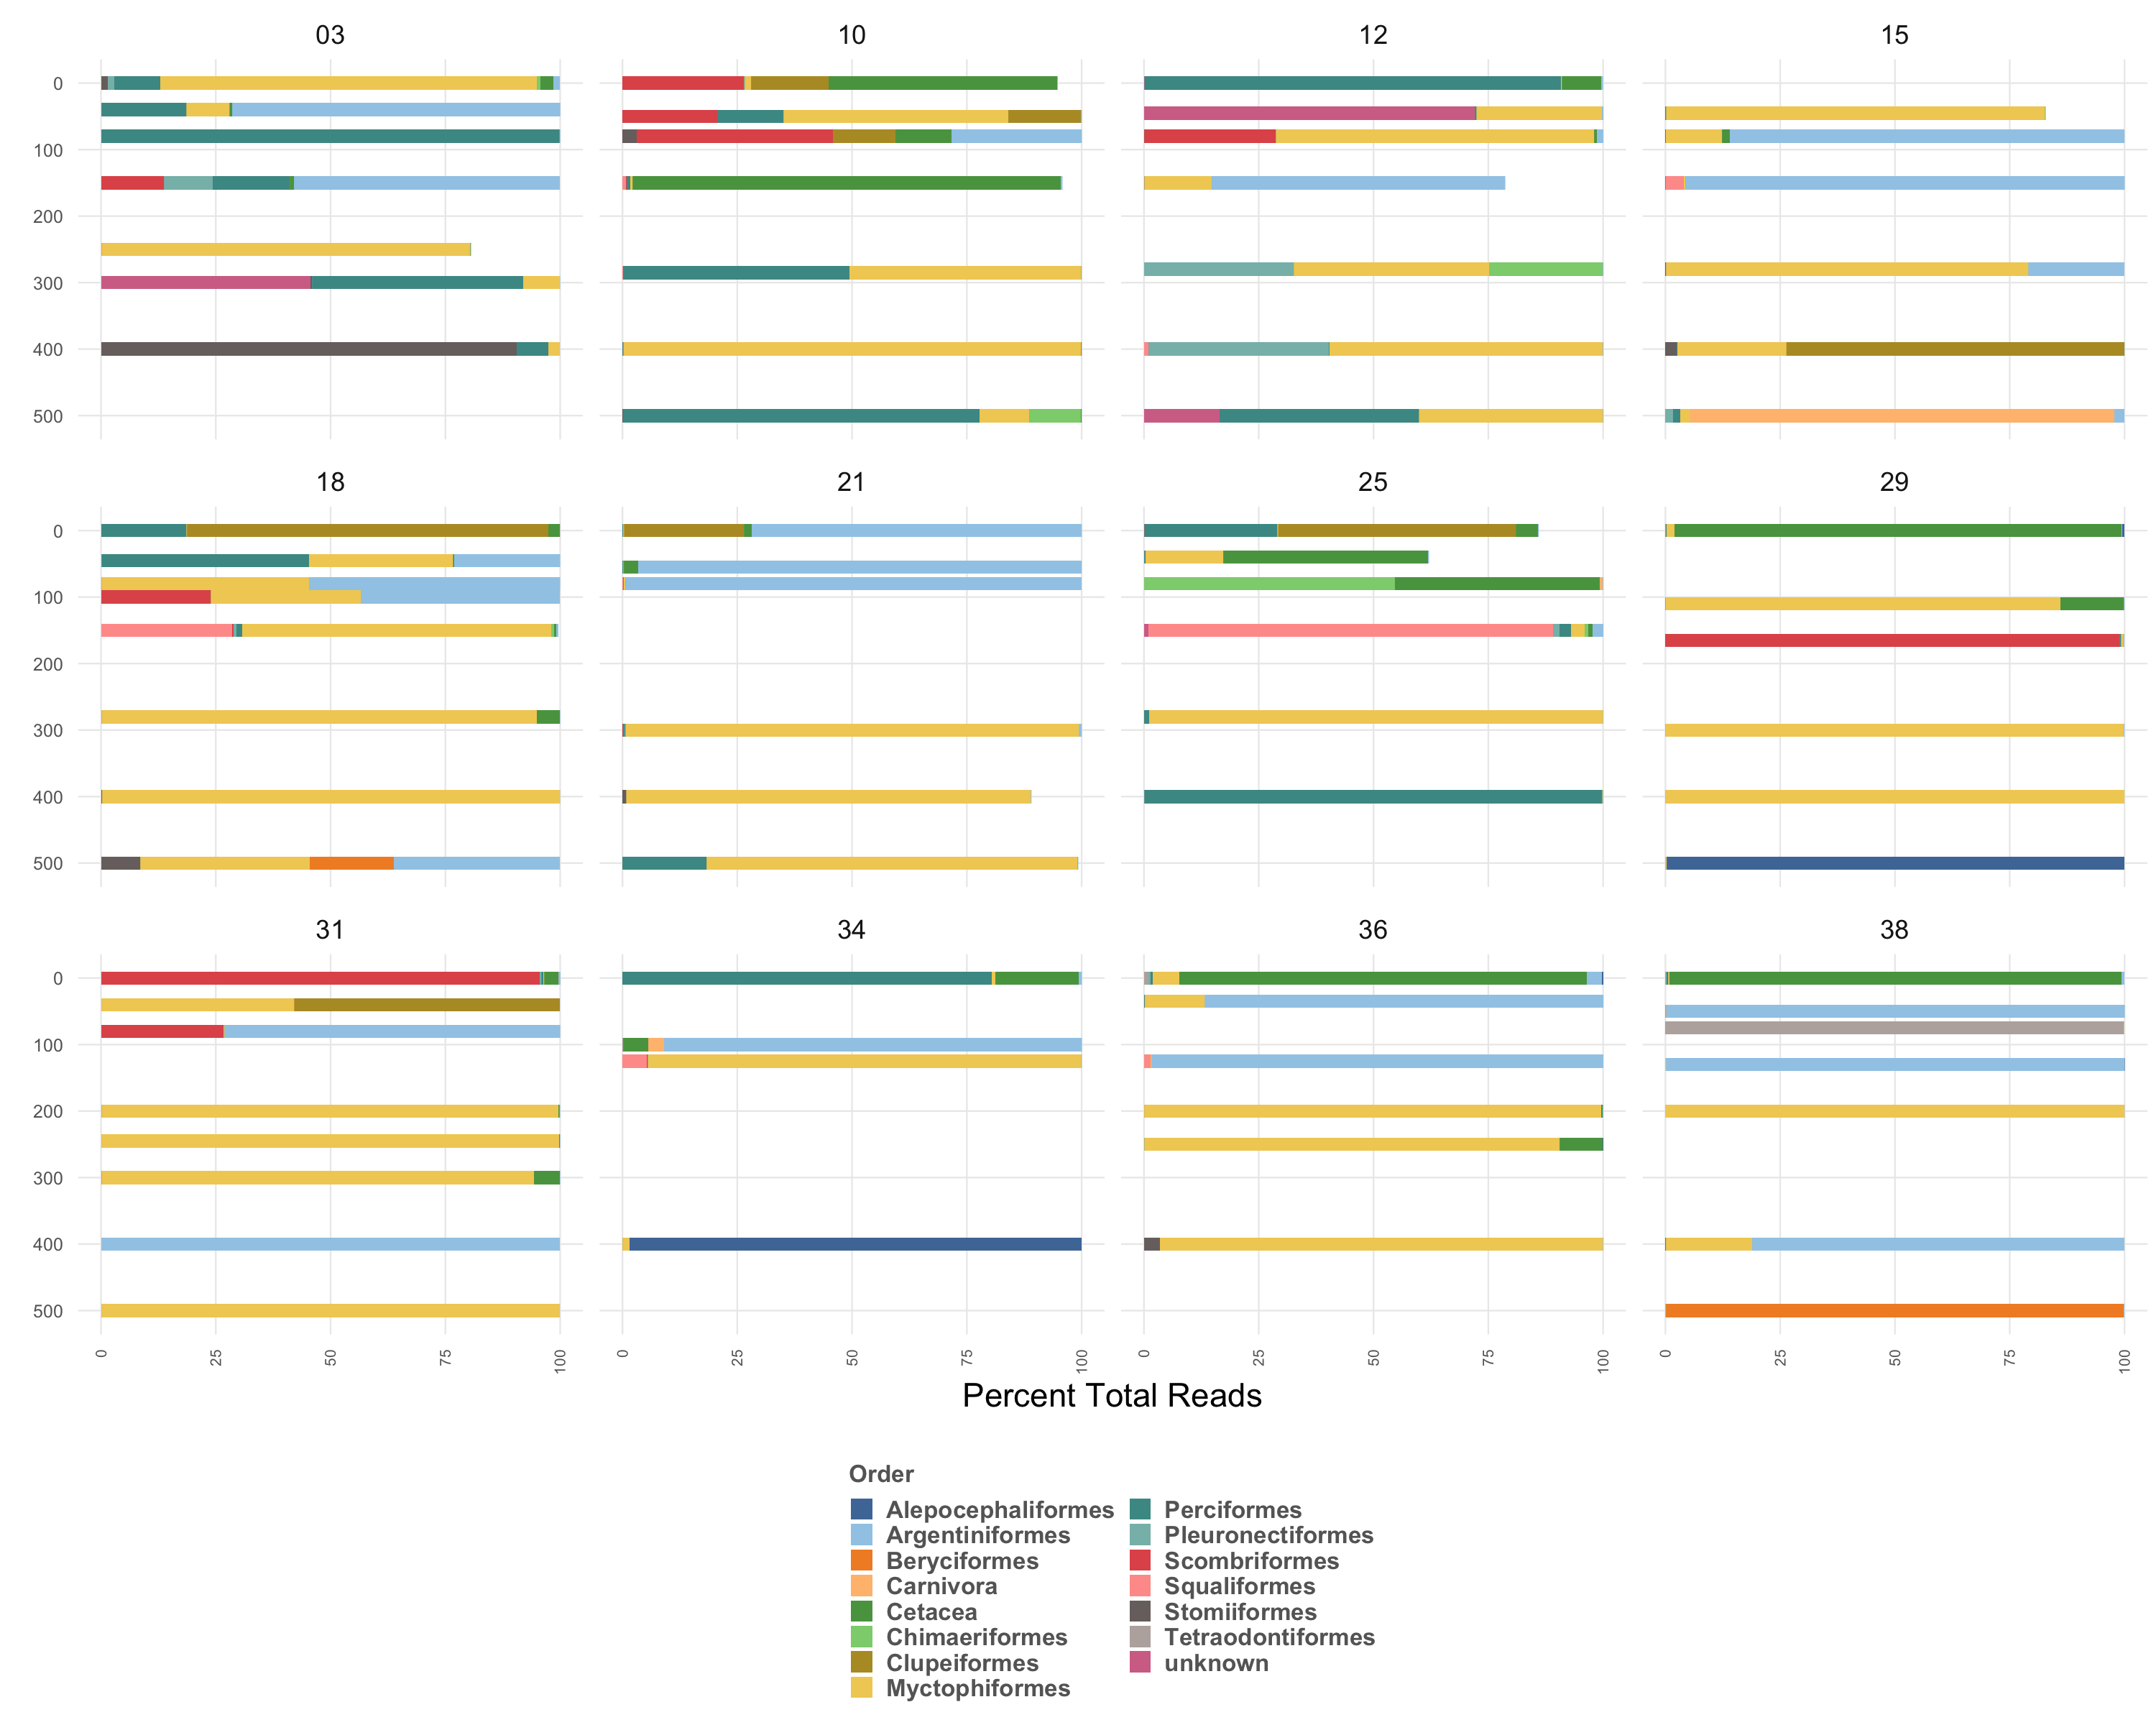 03 10 12 15
0
100
200
300
400
500
18 21 25 29
0
100
200
300
400
500
31 34 36 38
0
100
200
300
400
500
0 25 50 75 100 0 25 50 75 100 0 25 50 75 100 0 25 50 75 100
Percent Total Reads
Order
Alepocephaliformes Perciformes
Argentiniformes Pleuronectiformes
Beryciformes Scombriformes
Carnivora Squaliformes
Cetacea Stomiiformes
Chimaeriformes Tetraodontiformes
Clupeiformes unknown
Myctophiformes